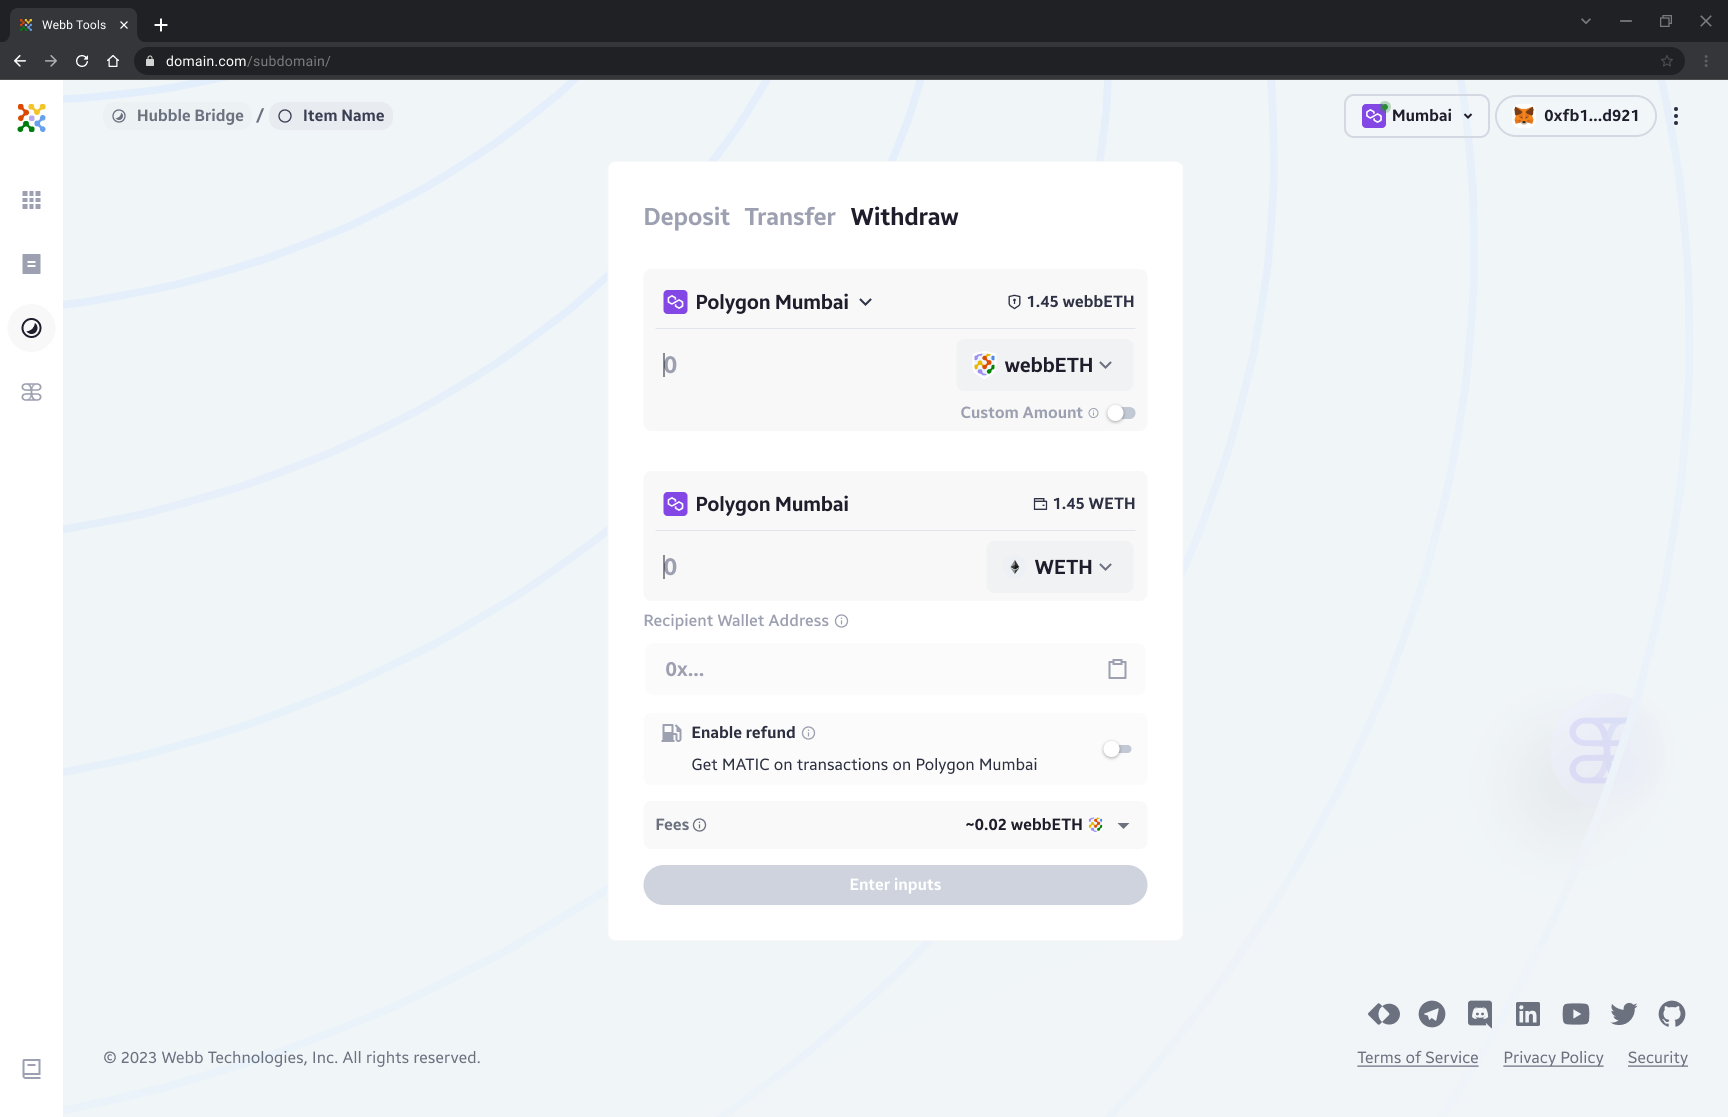 Webb Tools
domain.com/subdomain/
Hubble Bridge / Item Name
Mumbai
0xfb1...d921
Deposit Transfer Withdraw
Polygon Mumbai
1.45 webbETH
0
webbETH
Custom Amount
Polygon Mumbai
1.45 WETH
0
WETH
Recipient Wallet Address
0x...
Enable refund
Get MATIC on transactions on Polygon Mumbai
Fees
~0.02 webbETH
Enter inputs
© 2023 Webb Technologies, Inc. All rights reserved.
Terms of Service
Privacy Policy
Security